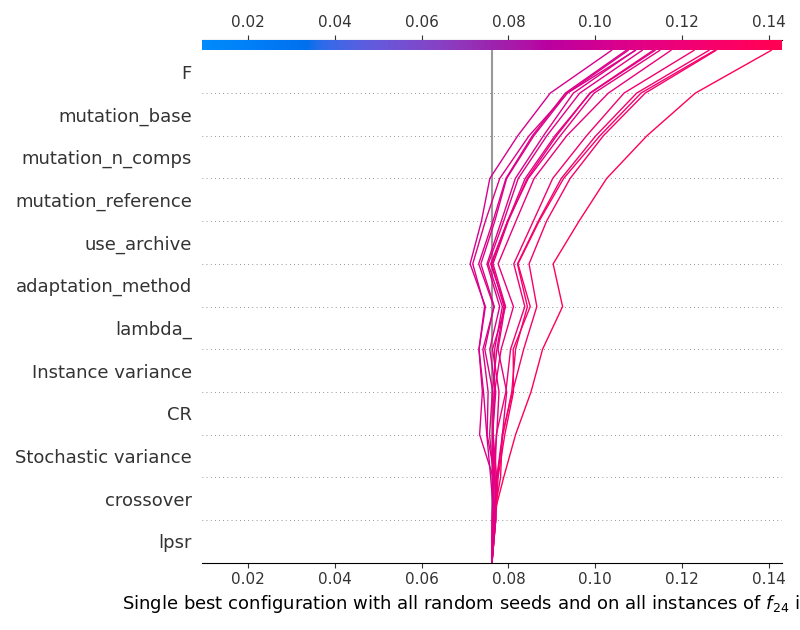 0.02 0.04 0.06 0.08 0.10 0.12 0.14
F
mutation_base
mutation_n_comps
mutation_reference
use_archive
adaptation_method
lambda_
Instance variance
CR
Stochastic variance
crossover
lpsr
0.02 0.04 0.06 0.08 0.10 0.12 0.14
Single best configuration with all random seeds and on all instances of f₂₄ i